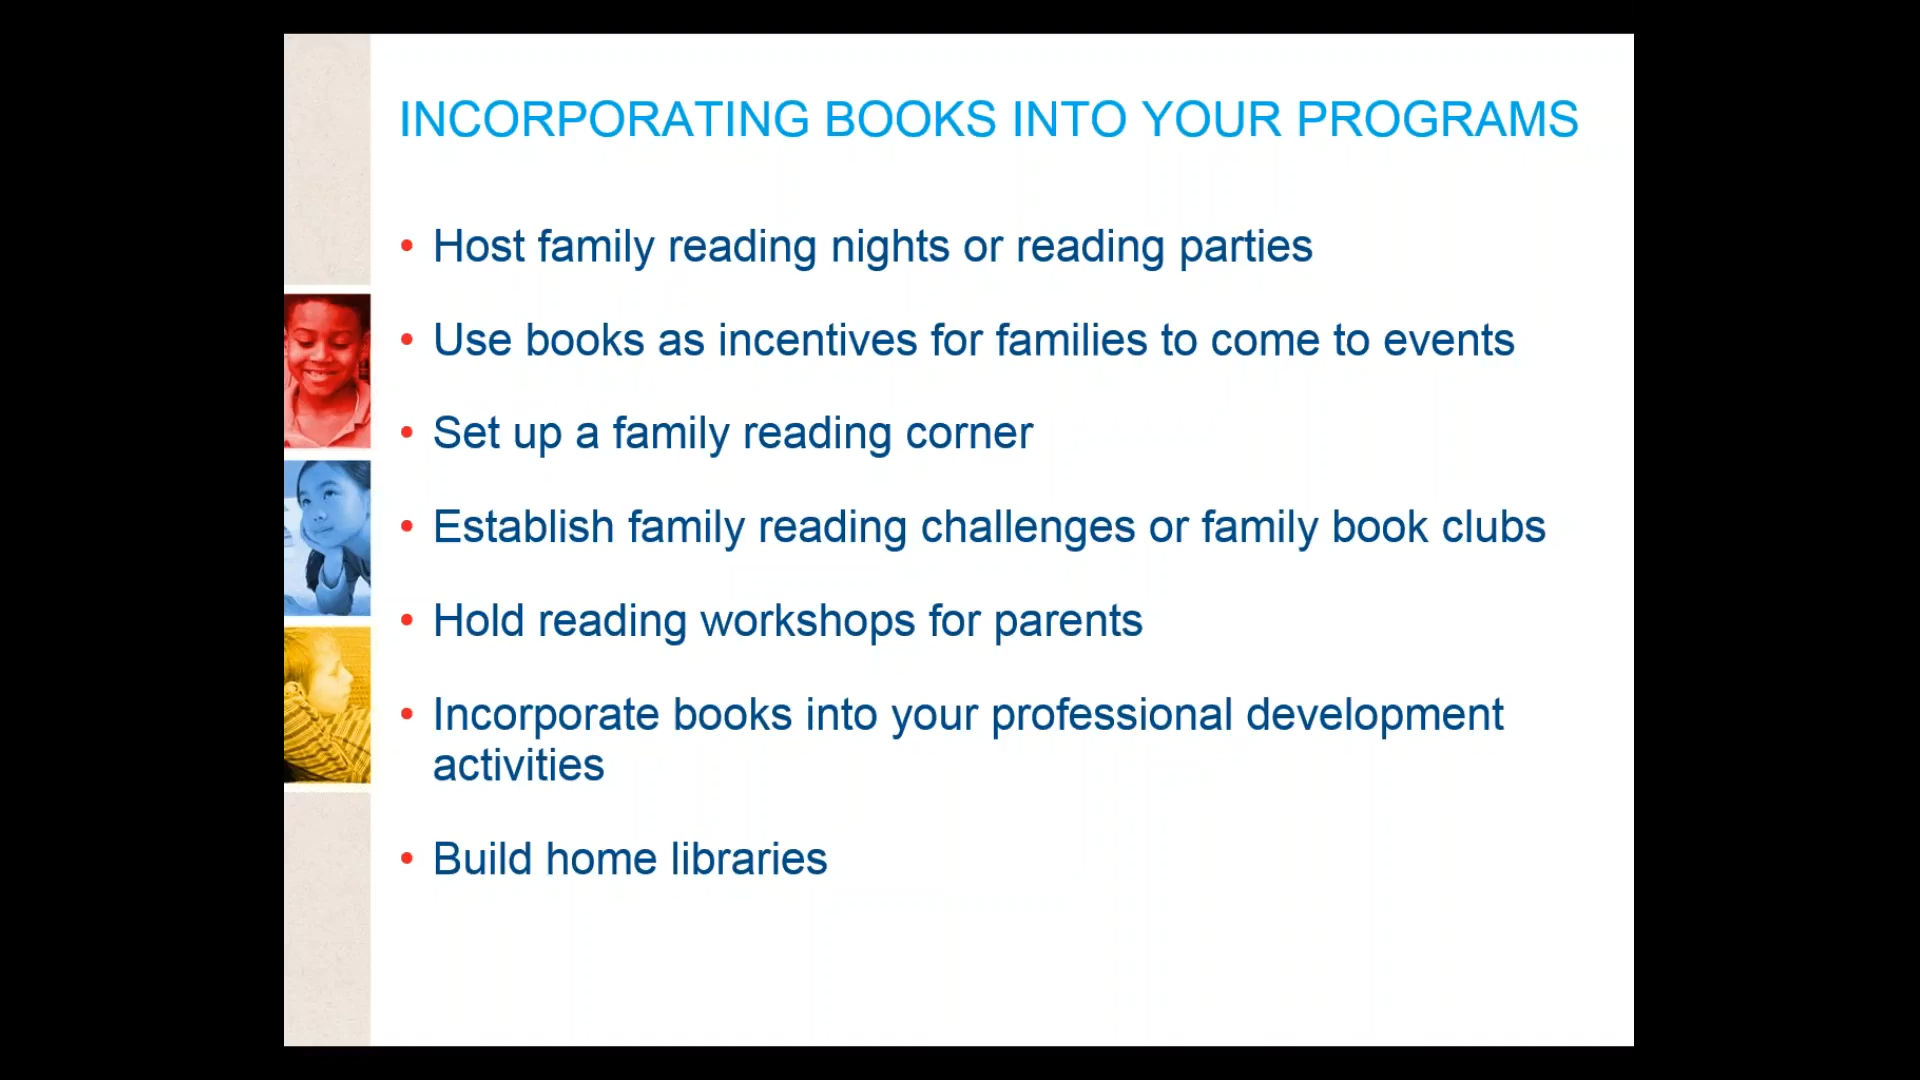 INCORPORATING BOOKS INTO YOUR PROGRAMS
• Host family reading nights or reading parties
• Use books as incentives for families to come to events
• Set up a family reading corner
• Establish family reading challenges or family book clubs
• Hold reading workshops for parents
• Incorporate books into your professional development
activities
• Build home libraries